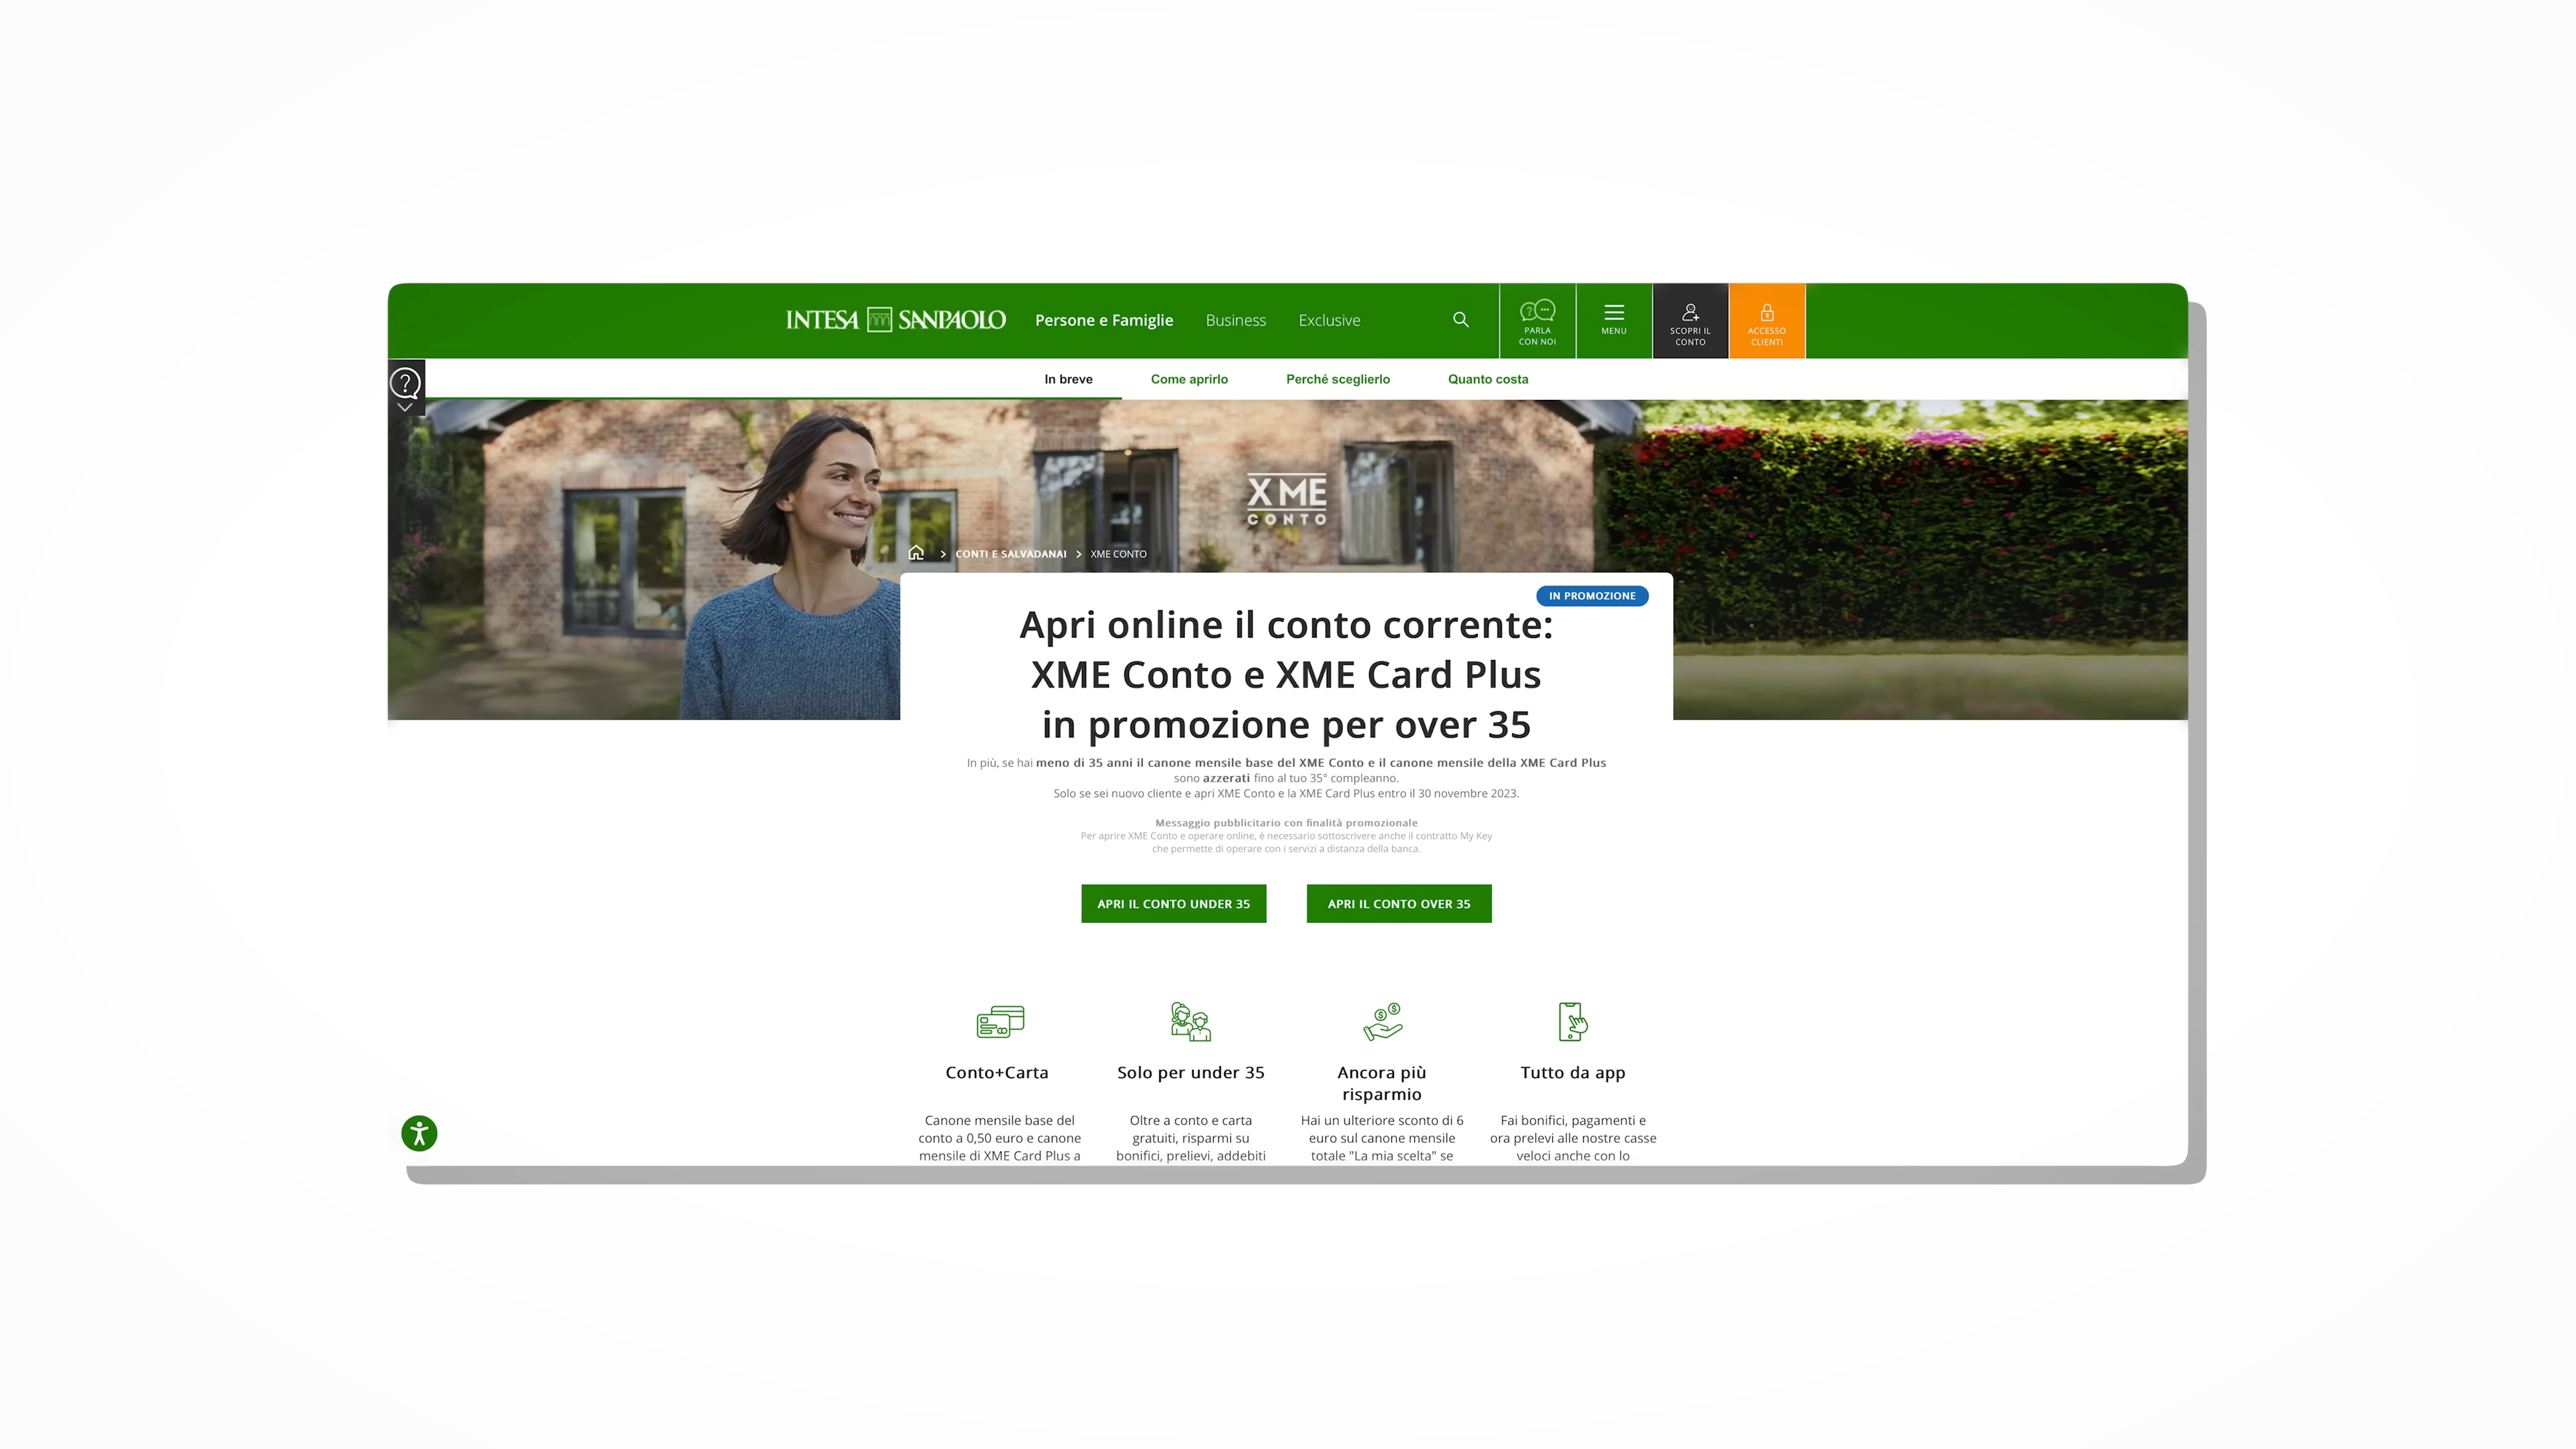 INTESA SANPAOLO
Persone e Famiglie
Business
Exclusive
PARLA
CON NOI
MENU
SCOPRI IL
CONTO
ACCESSO
CLIENTI
In breve
Come aprirlo
Perché sceglierlo
Quanto costa
X ME
CONTO
CONTI E SALVADANAI > XME CONTO
IN PROMOZIONE
Apri online il conto corrente:
XME Conto e XME Card Plus
in promozione per over 35
In più, se hai meno di 35 anni il canone mensile base del XME Conto e il canone mensile della XME Card Plus
sono azzerati fino al tuo 35° compleanno.
Solo se sei nuovo cliente e apri XME Conto e la XME Card Plus entro il 30 novembre 2023.
Messaggio pubblicitario con finalità promozionale
Per aprire XME Conto e operare online, è necessario sottoscrivere anche il contratto My Key
che permette di operare con i servizi a distanza della banca.
APRI IL CONTO UNDER 35
APRI IL CONTO OVER 35
Conto+Carta
Canone mensile base del
conto a 0,50 euro e canone
mensile di XME Card Plus a
Solo per under 35
Oltre a conto e carta
gratuiti, risparmi su
bonifici, prelievi, addebiti
Ancora più
risparmio
Hai un ulteriore sconto di 6
euro sul canone mensile
totale "La mia scelta" se
Tutto da app
Fai bonifici, pagamenti e
ora prelevi alle nostre casse
veloci anche con lo